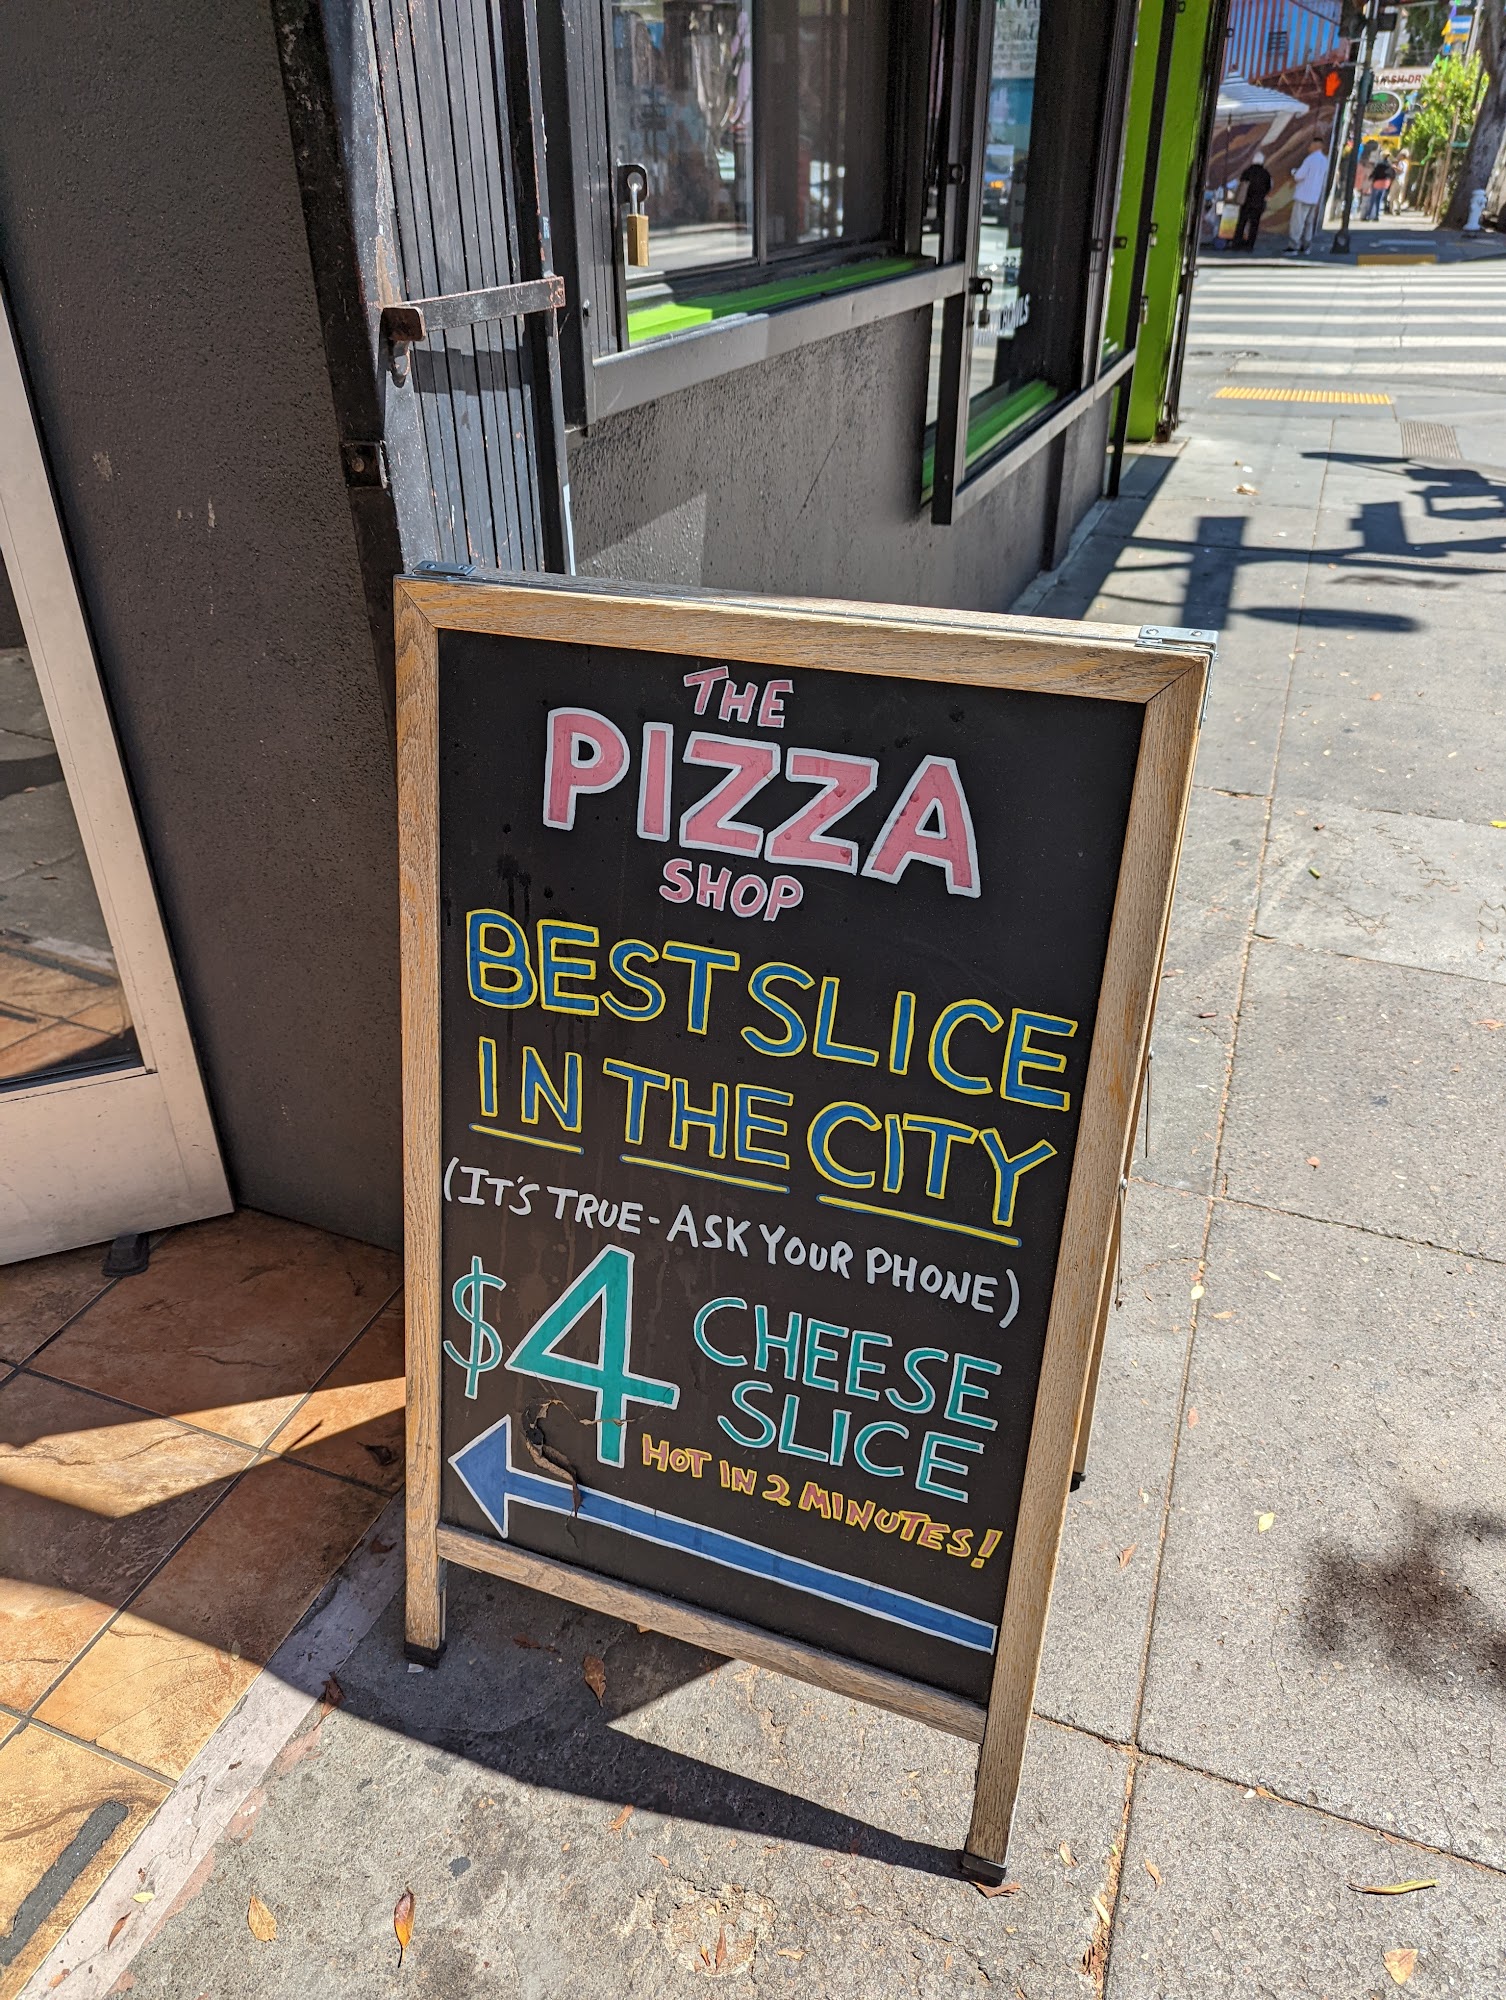 THE
PIZZA
SHOP
BEST SLICE
IN THE CITY
(IT'S TRUE - ASK YOUR PHONE)
$4 CHEESE
SLICE
HOT IN 2 MINUTES!